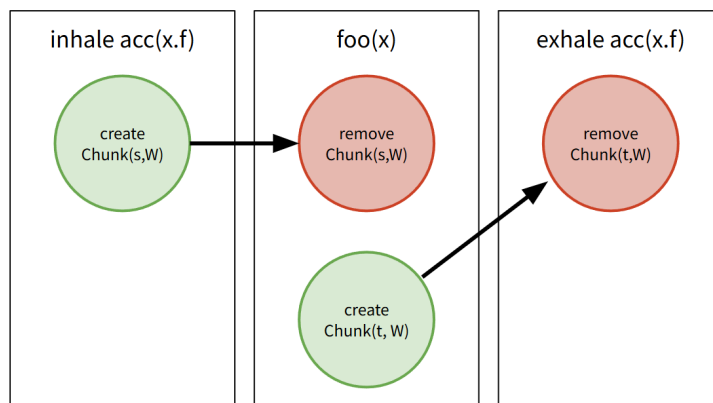 inhale acc(x.f)
foo(x)
exhale acc(x.f)
create
Chunk(s,W)
remove
Chunk(s,W)
remove
Chunk(t,W)
create
Chunk(t, W)